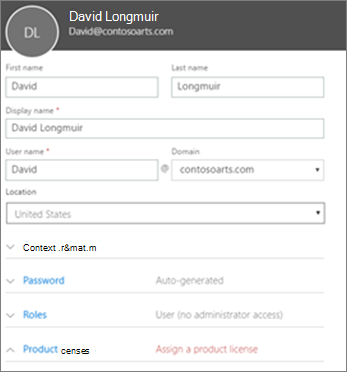 DL
David Longmuir
David@contosoarts.com
First name Last name
David Longmuir
Display name *
David Longmuir
User name * Domain
David @ contosoarts.com
Location
United States
Context .r&mat.m
Password Auto-generated
Roles User (no administrator access)
Product censes Assign a product license